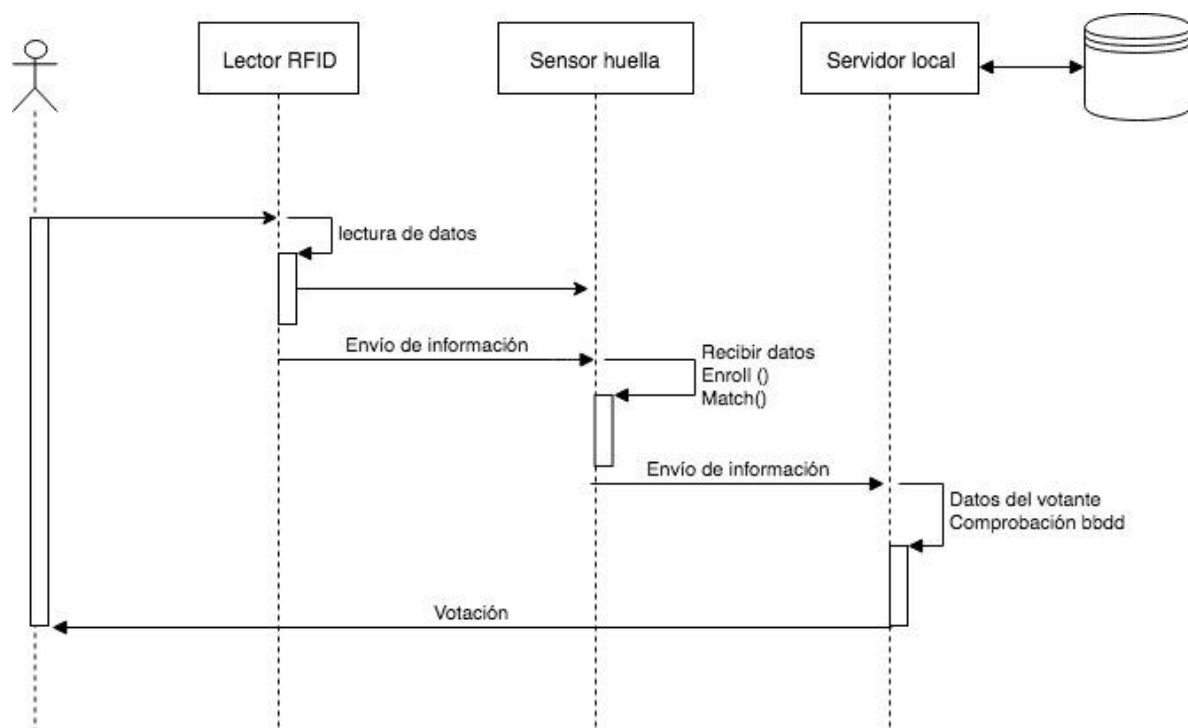 Lector RFID
Sensor huella
Servidor local
lectura de datos
Envío de información
Recibir datos
Enroll ()
Match()
Envío de información
Datos del votante
Comprobación bbdd
Votación